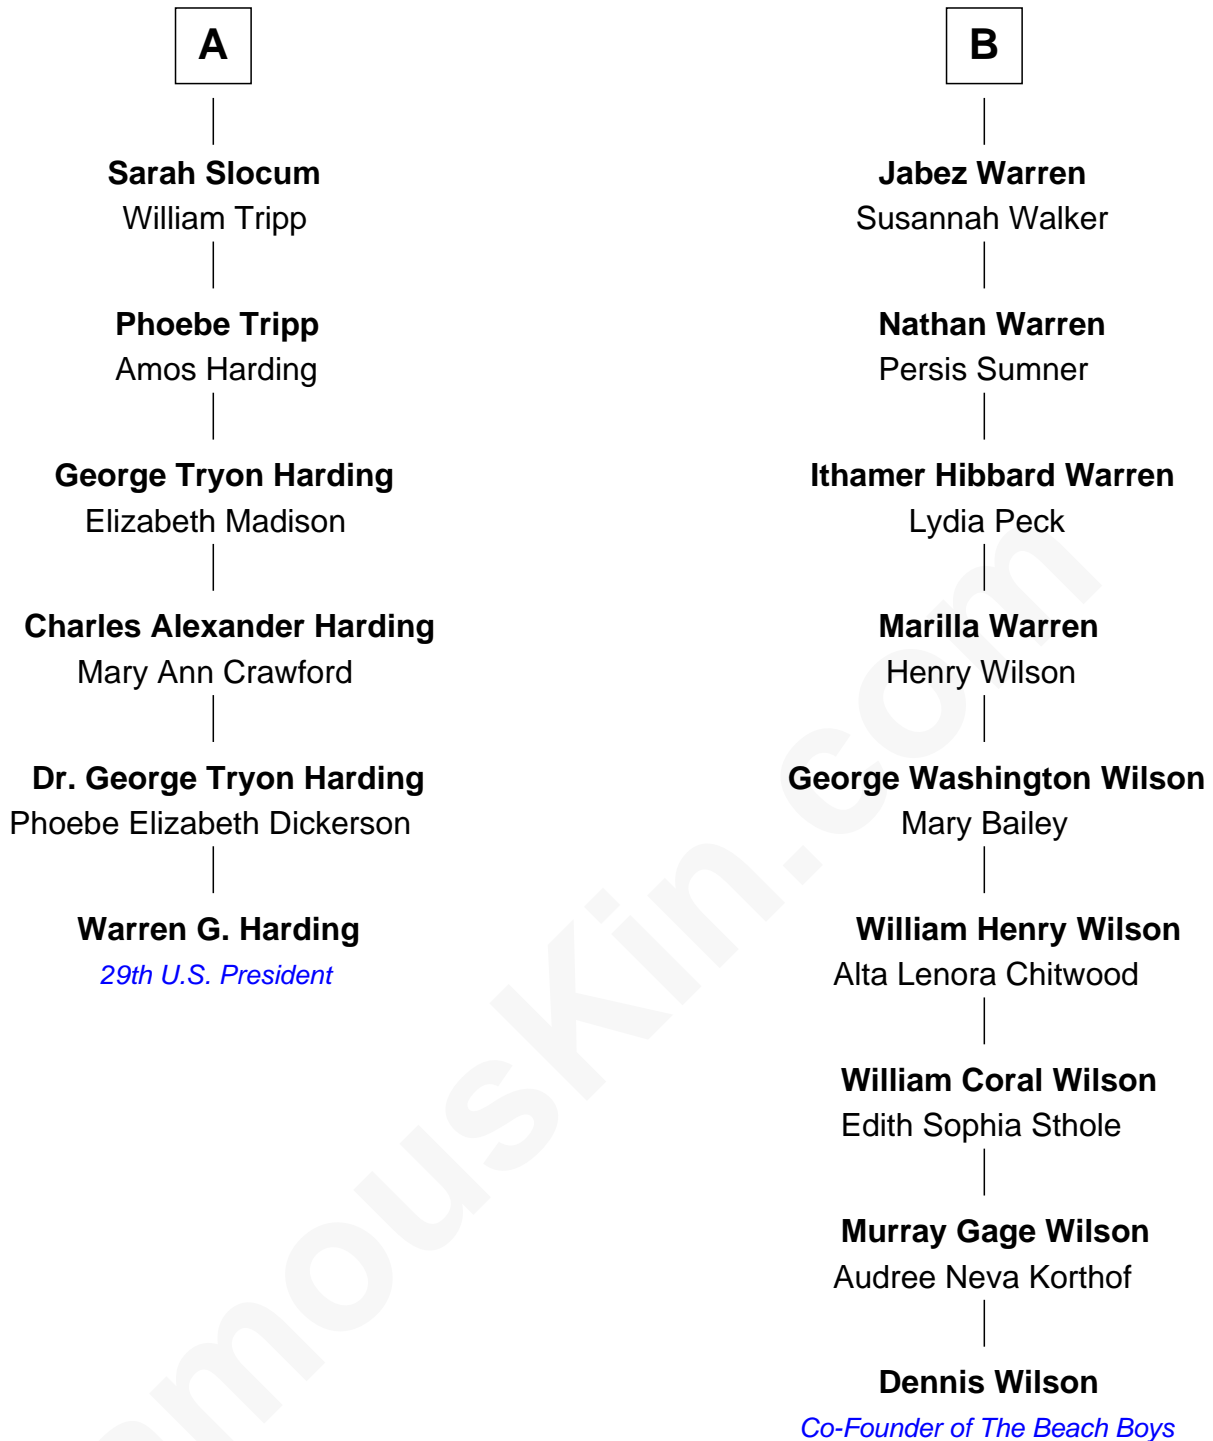 A
Sarah Slocum
William Tripp
Phoebe Tripp
Amos Harding
George Tryon Harding
Elizabeth Madison
Charles Alexander Harding
Mary Ann Crawford
Dr. George Tryon Harding
Phoebe Elizabeth Dickerson
Warren G. Harding
29th U.S. President
B
Jabez Warren
Susannah Walker
Nathan Warren
Persis Sumner
Ithamer Hibbard Warren
Lydia Peck
Marilla Warren
Henry Wilson
George Washington Wilson
Mary Bailey
William Henry Wilson
Alta Lenora Chitwood
William Coral Wilson
Edith Sophia Sthole
Murray Gage Wilson
Audree Neva Korthof
Dennis Wilson
Co-Founder of The Beach Boys
amousKin.com